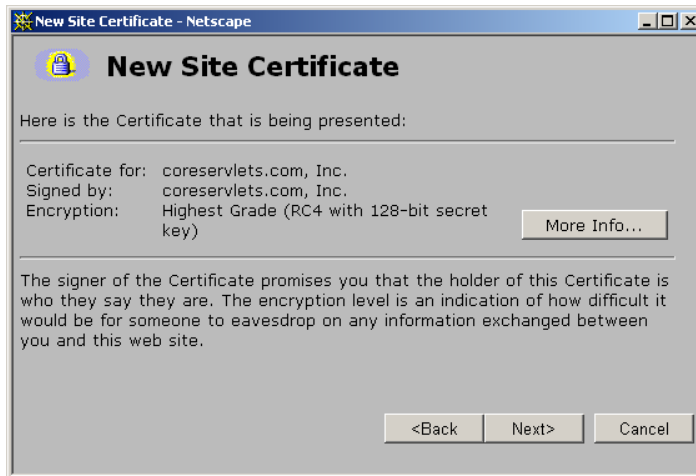 New Site Certificate - Netscape
New Site Certificate
Here is the Certificate that is being presented:
Certificate for: coreservlets.com, Inc.
Signed by: coreservlets.com, Inc.
Encryption: Highest Grade (RC4 with 128-bit secret
key)
More Info...
The signer of the Certificate promises you that the holder of this Certificate is
who they say they are. The encryption level is an indication of how difficult it
would be for someone to eavesdrop on any information exchanged between
you and this web site.
<Back Next> Cancel